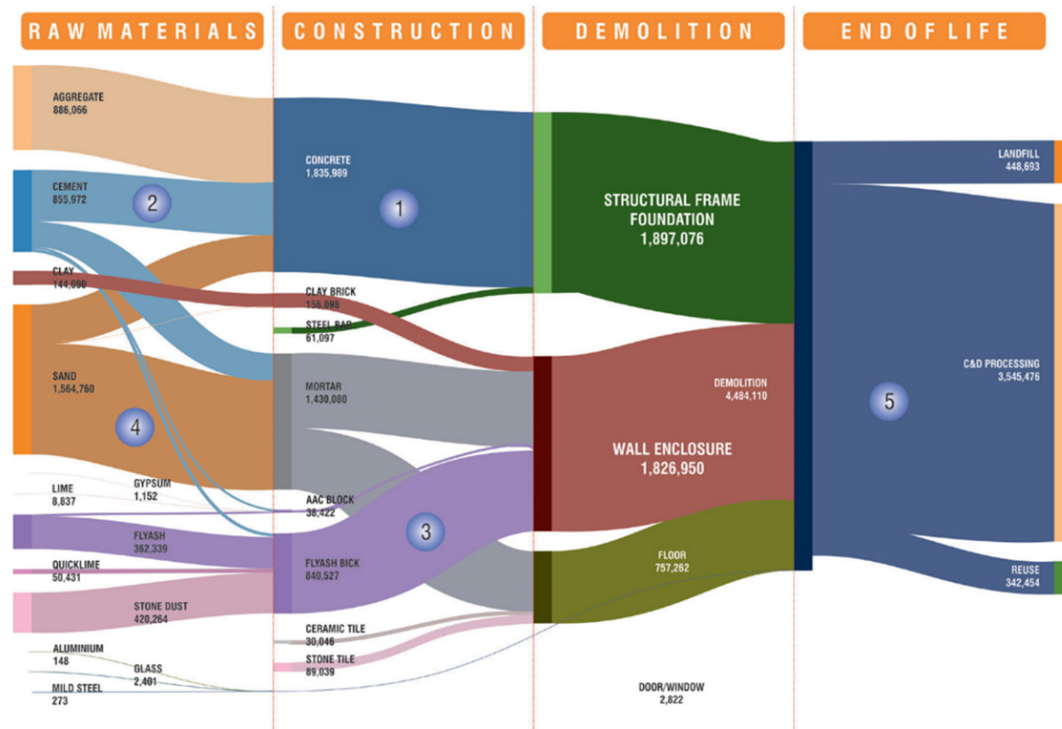 RAW MATERIALS
CONSTRUCTION
DEMOLITION
END OF LIFE
AGGREGATE
886,066
CEMENT
855,972
2
CLAY
144,090
SAND
1,564,760
4
LIME
8,837
GYPSUM
1,152
FLYASH
362,339
QUICKLIME
50,431
STONE DUST
420,264
ALUMINIUM
148
GLASS
2,401
MILD STEEL
273
CONCRETE
1,835,989
1
CLAY BRICK
156,098
STEEL BAR
61,097
MORTAR
1,430,080
AAC BLOCK
38,422
3
FLYASH BICK
840,527
CERAMIC TILE
30,046
STONE TILE
89,039
STRUCTURAL FRAME
FOUNDATION
1,897,076
DEMOLITION
4,484,110
WALL ENCLOSURE
1,826,950
FLOOR
757,262
DOOR/WINDOW
2,822
LANDFILL
448,693
C&D PROCESSING
3,545,476
5
REUSE
342,454